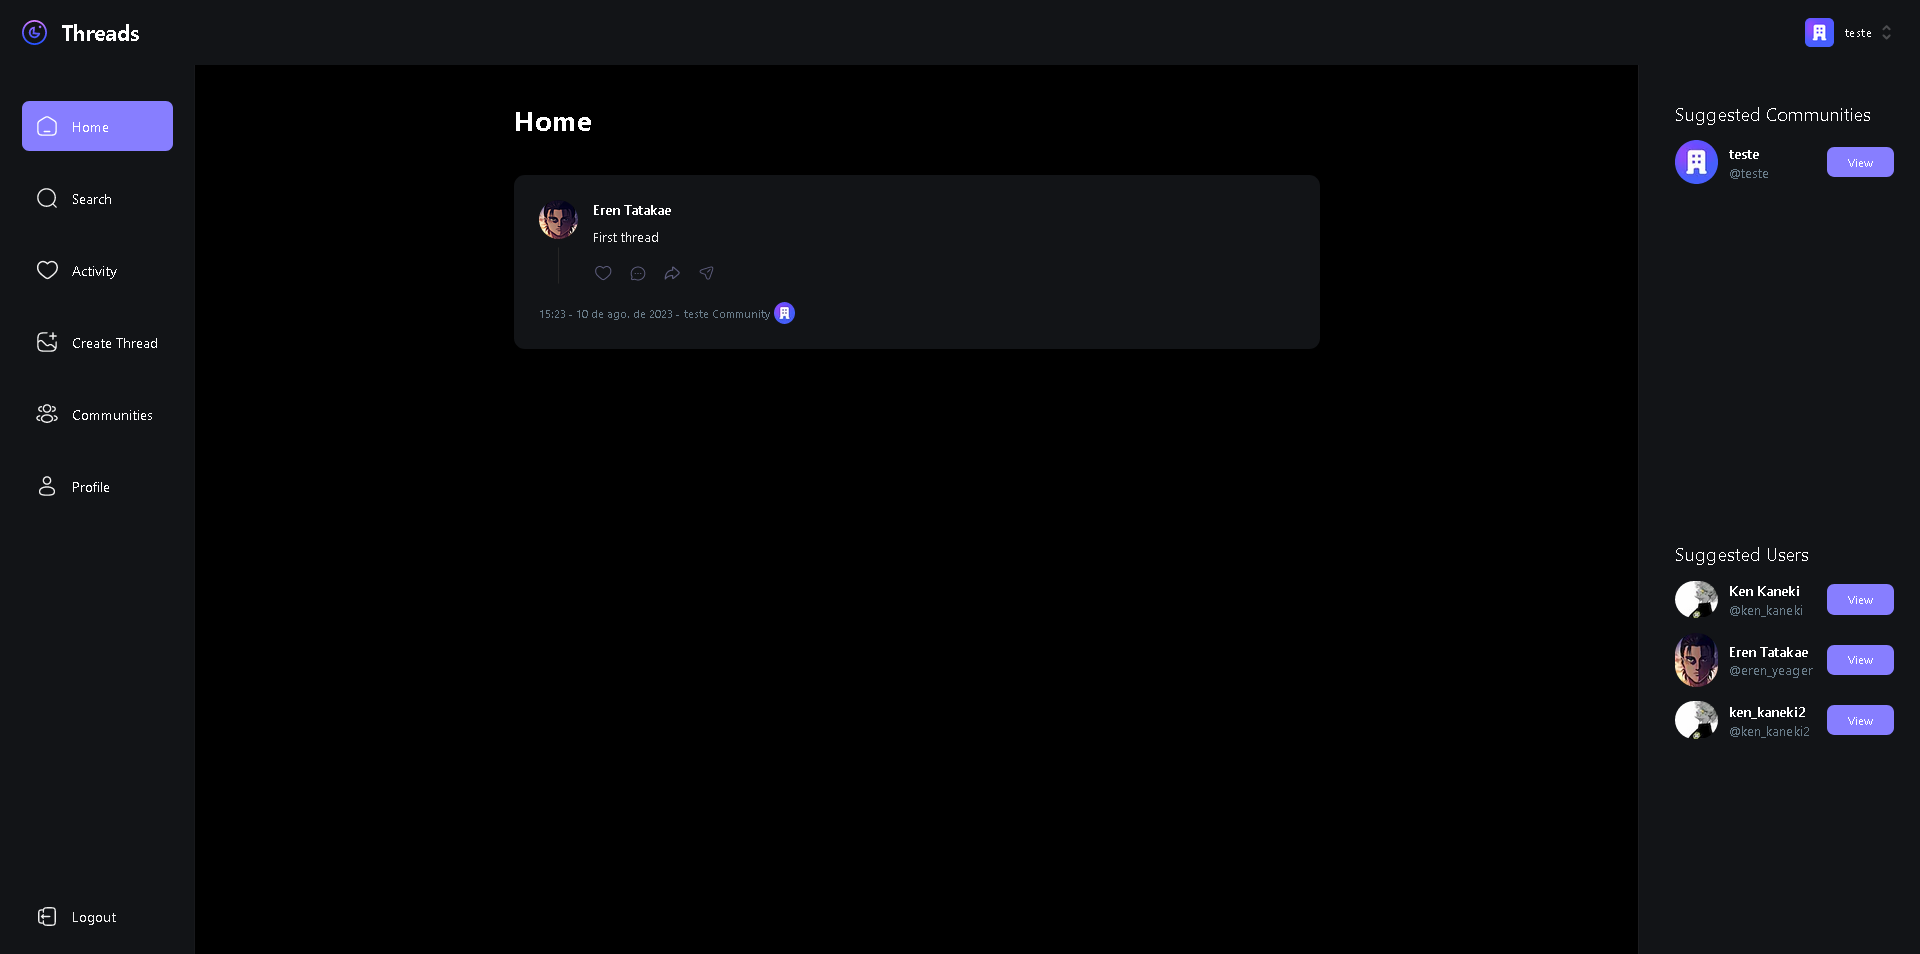 Threads
teste
Home
Search
Activity
Create Thread
Communities
Profile
Logout
Home
Eren Tatakae
First thread
15:23 - 10 de ago. de 2023 - teste Community
Suggested Communities
teste
@teste
View
Suggested Users
Ken Kaneki
@ken_kaneki
View
Eren Tatakae
@eren_yeager
View
ken_kaneki2
@ken_kaneki2
View